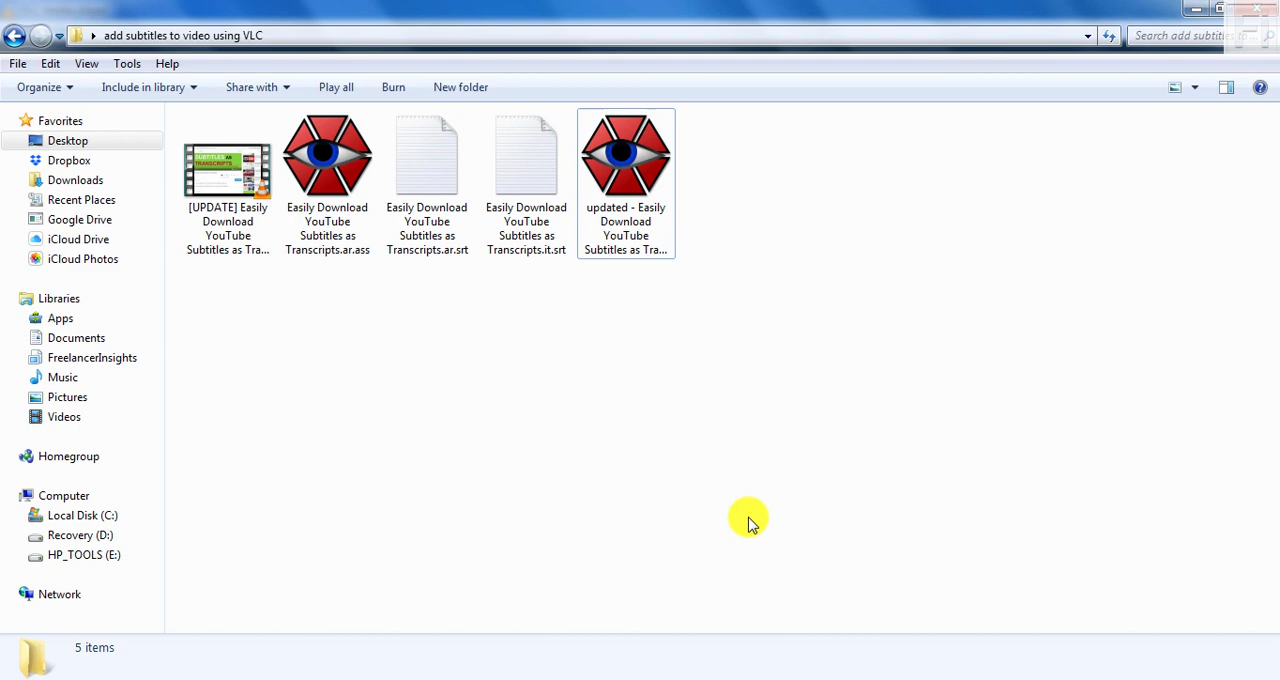 add subtitles to video using VLC
Search add subtitles to ...
File Edit View Tools Help
Organize Include in library Share with Play all Burn New folder
Favorites
Desktop
Dropbox
Downloads
Recent Places
Google Drive
iCloud Drive
iCloud Photos
Libraries
Apps
Documents
FreelancerInsights
Music
Pictures
Videos
Homegroup
Computer
Local Disk (C:)
Recovery (D:)
HP_TOOLS (E:)
Network
[UPDATE] Easily
Download
YouTube
Subtitles as Tra...
SUBTITLES AS
TRANSCRIPTS
Easily Download
YouTube
Subtitles as
Transcripts.ar.ass
Easily Download
YouTube
Subtitles as
Transcripts.ar.srt
Easily Download
YouTube
Subtitles as
Transcripts.it.srt
updated - Easily
Download
YouTube
Subtitles as Tra...
5 items